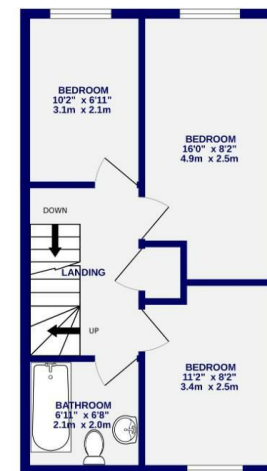 BEDROOM
10'2" x 6'11"
3.1m x 2.1m
BEDROOM
16'0" x 8'2"
4.9m x 2.5m
DOWN
LANDING
UP
BEDROOM
11'2" x 8'2"
3.4m x 2.5m
BATHROOM
6'11" x 6'8"
2.1m x 2.0m